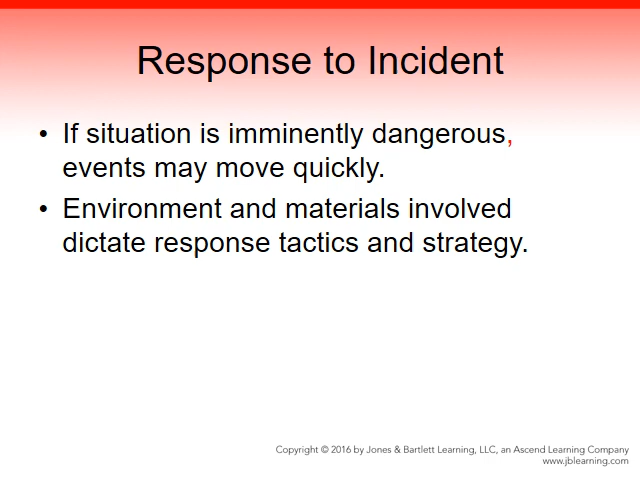 Response to Incident
• If situation is imminently dangerous,
events may move quickly.
• Environment and materials involved
dictate response tactics and strategy.
Copyright © 2016 by Jones & Bartlett Learning, LLC, an Ascend Learning Company
www.jblearning.com